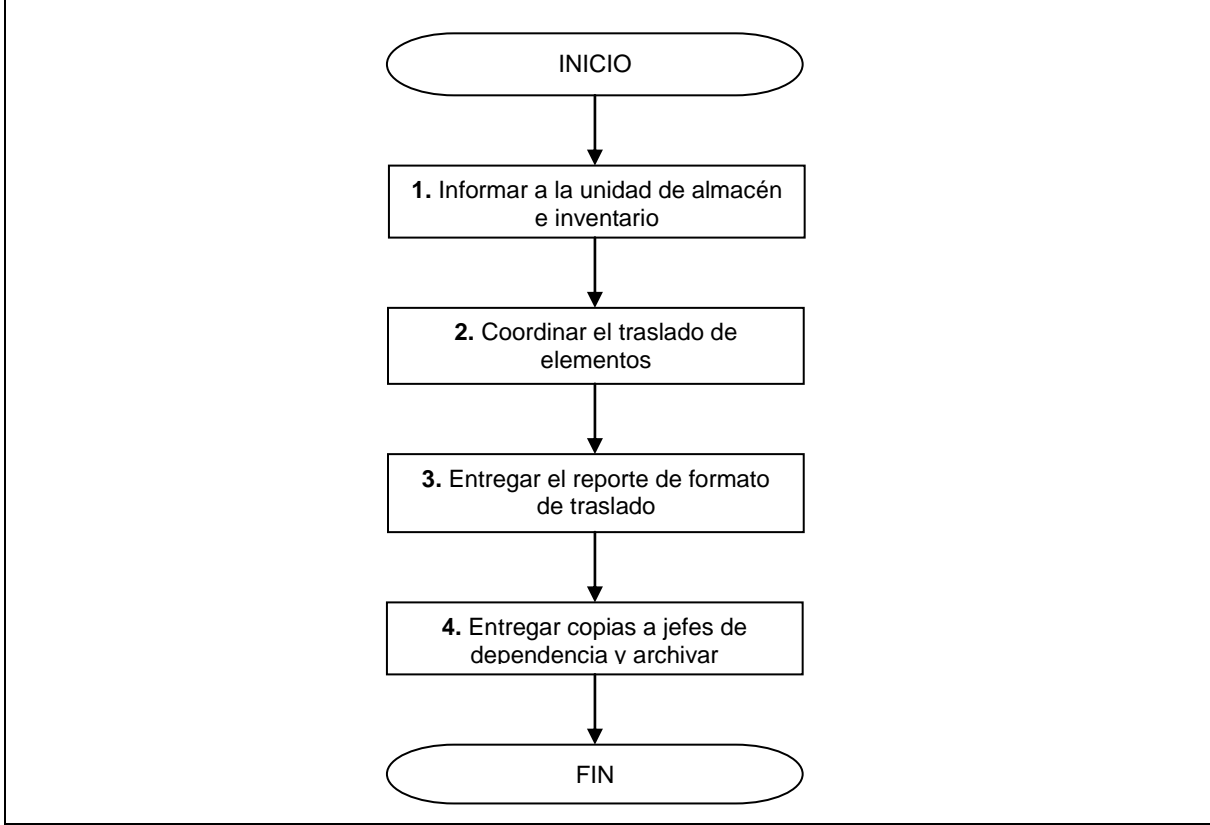 INICIO
1. Informar a la unidad de almacén
e inventario
2. Coordinar el traslado de
elementos
3. Entregar el reporte de formato
de traslado
4. Entregar copias a jefes de
dependencia y archivar
FIN